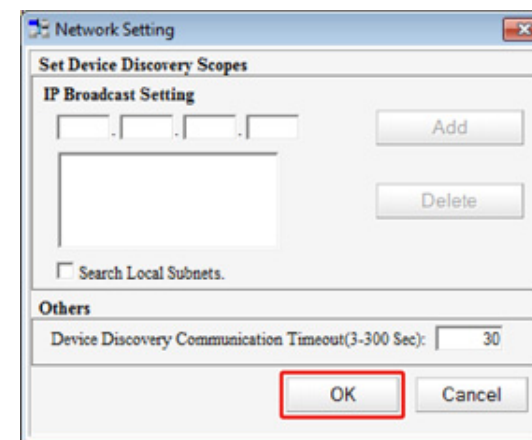 Network Setting
Set Device Discovery Scopes
IP Broadcast Setting
. . .
Add
Delete
Search Local Subnets.
Others
Device Discovery Communication Timeout(3-300 Sec): 30
OK Cancel